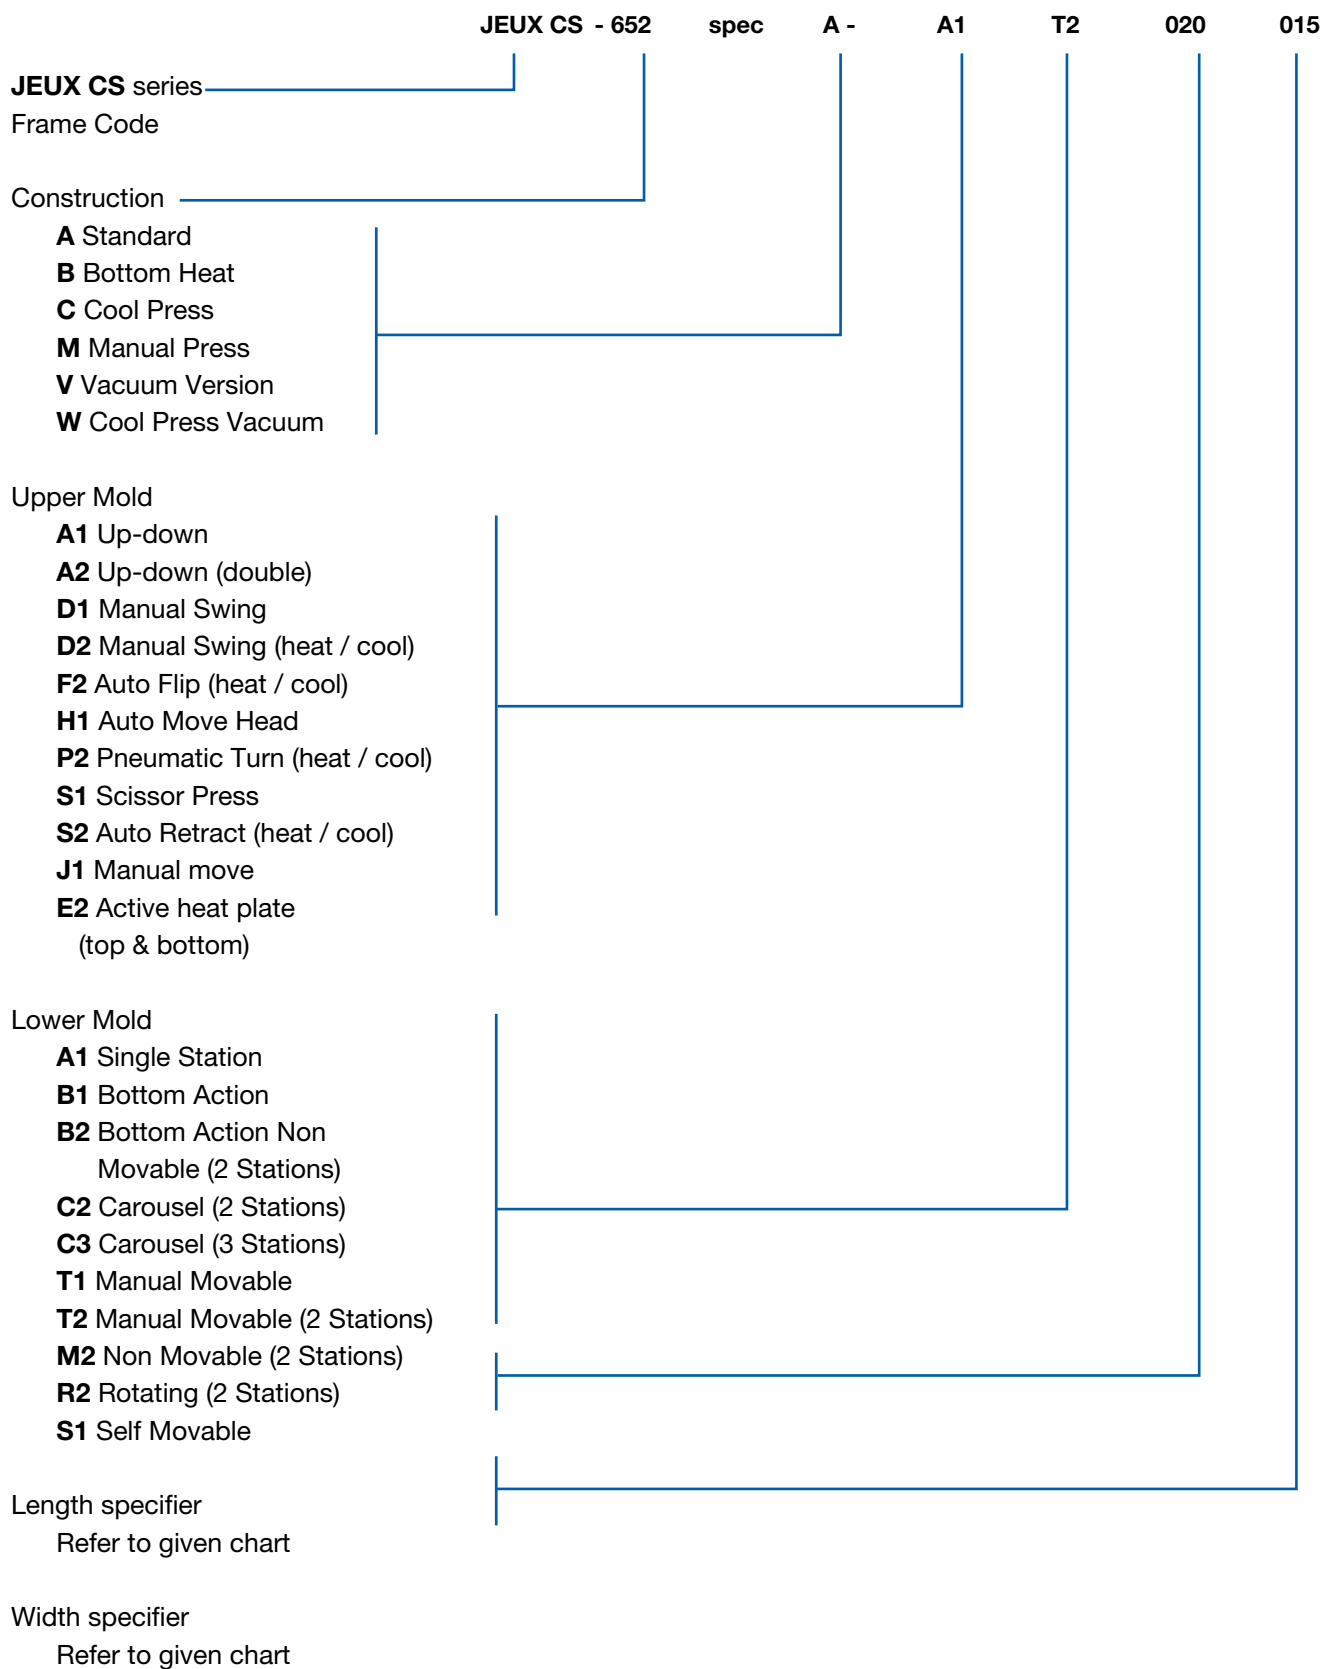 JEUX CS - 652 spec A - A1 T2 020 015
JEUX CS series
Frame Code
Construction
A Standard
B Bottom Heat
C Cool Press
M Manual Press
V Vacuum Version
W Cool Press Vacuum
Upper Mold
A1 Up-down
A2 Up-down (double)
D1 Manual Swing
D2 Manual Swing (heat / cool)
F2 Auto Flip (heat / cool)
H1 Auto Move Head
P2 Pneumatic Turn (heat / cool)
S1 Scissor Press
S2 Auto Retract (heat / cool)
J1 Manual move
E2 Active heat plate
(top & bottom)
Lower Mold
A1 Single Station
B1 Bottom Action
B2 Bottom Action Non
Movable (2 Stations)
C2 Carousel (2 Stations)
C3 Carousel (3 Stations)
T1 Manual Movable
T2 Manual Movable (2 Stations)
M2 Non Movable (2 Stations)
R2 Rotating (2 Stations)
S1 Self Movable
Length specifier
Refer to given chart
Width specifier
Refer to given chart